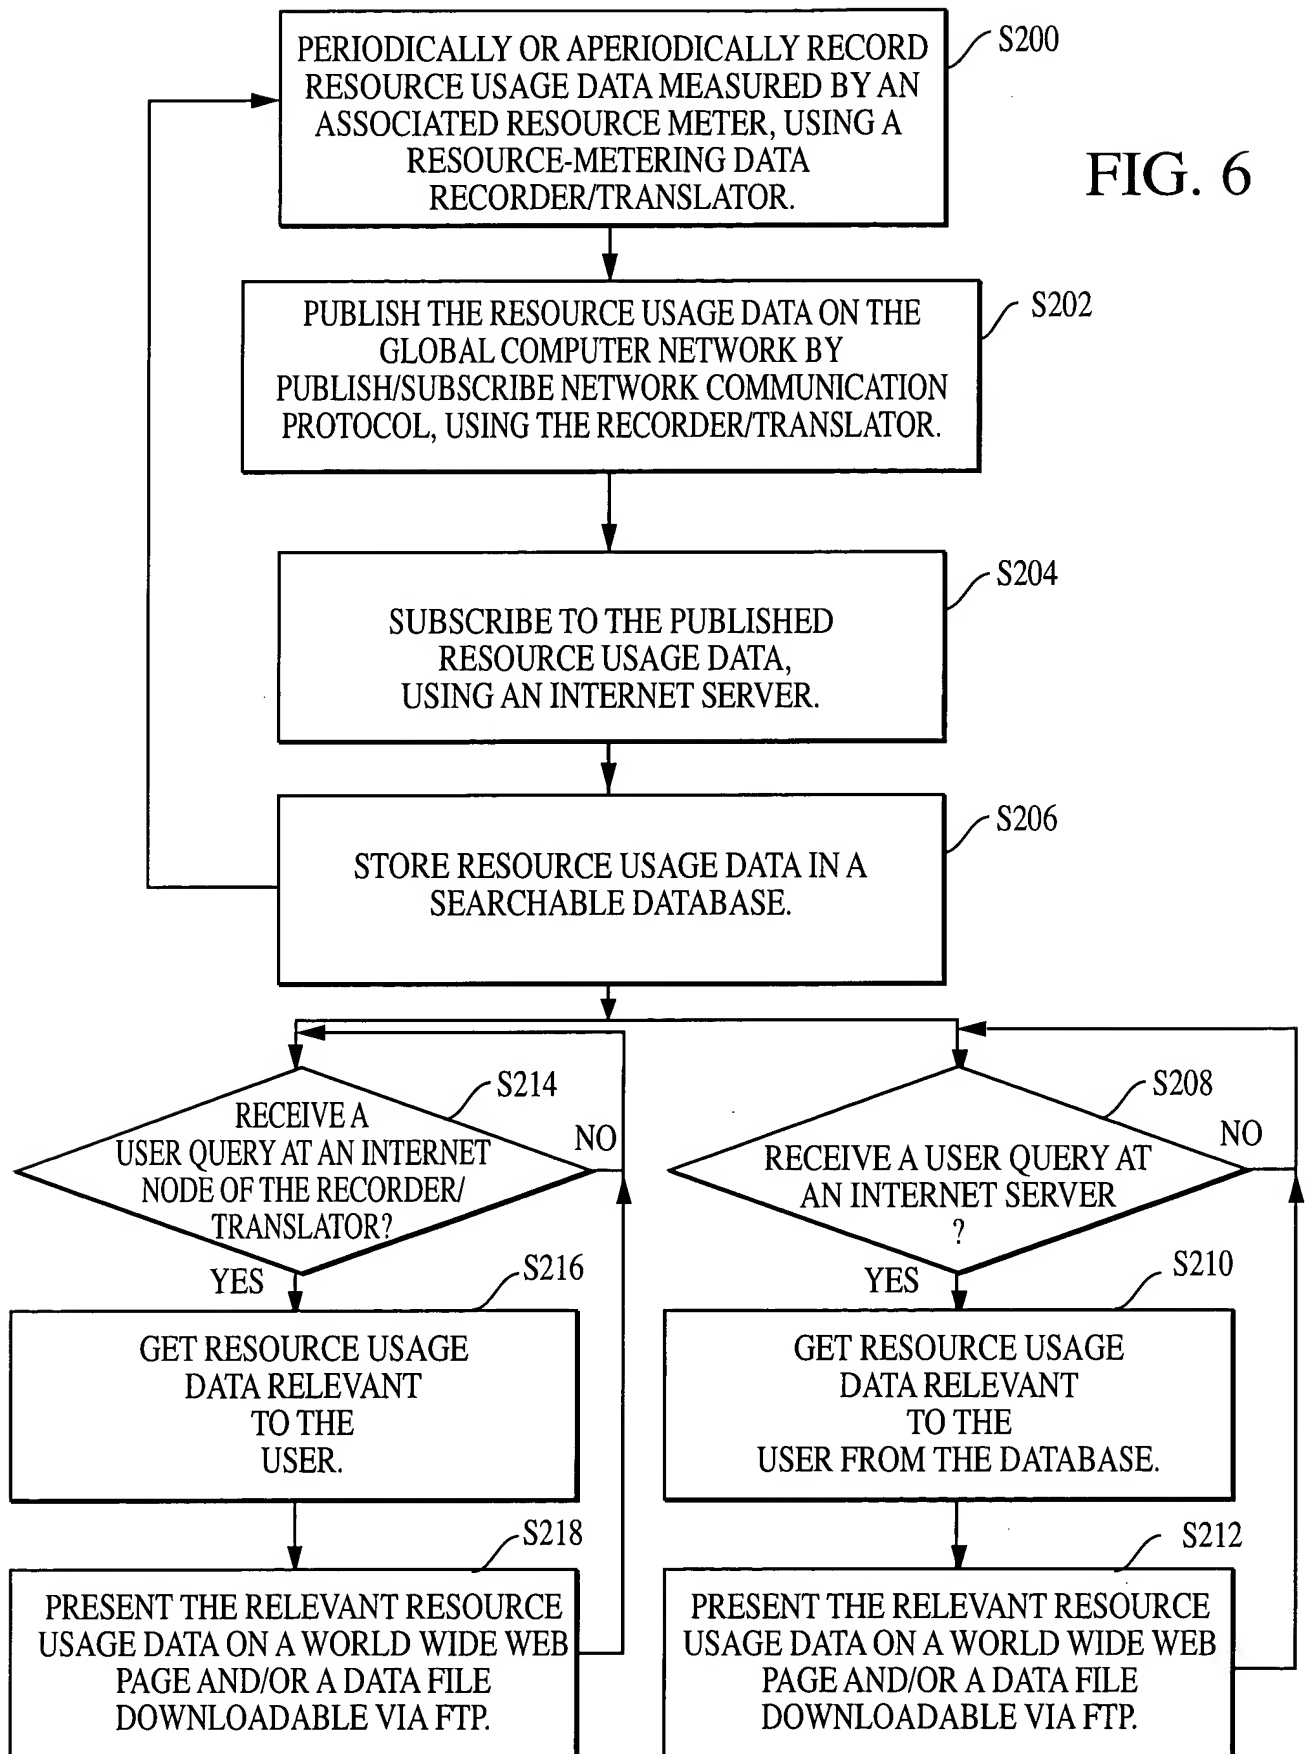 PERIODICALLY OR APERIODICALLY RECORD
RESOURCE USAGE DATA MEASURED BY AN
ASSOCIATED RESOURCE METER, USING A
RESOURCE-METERING DATA
RECORDER/TRANSLATOR.
S200
FIG. 6
PUBLISH THE RESOURCE USAGE DATA ON THE
GLOBAL COMPUTER NETWORK BY
PUBLISH/SUBSCRIBE NETWORK COMMUNICATION
PROTOCOL, USING THE RECORDER/TRANSLATOR.
S202
SUBSCRIBE TO THE PUBLISHED
RESOURCE USAGE DATA,
USING AN INTERNET SERVER.
S204
STORE RESOURCE USAGE DATA IN A
SEARCHABLE DATABASE.
S206
RECEIVE A
USER QUERY AT AN INTERNET
NODE OF THE RECORDER/
TRANSLATOR?
S214
NO
YES
RECEIVE A USER QUERY AT
AN INTERNET SERVER
?
S208
NO
YES
GET RESOURCE USAGE
DATA RELEVANT
TO THE
USER.
S216
GET RESOURCE USAGE
DATA RELEVANT
TO THE
USER FROM THE DATABASE.
S210
PRESENT THE RELEVANT RESOURCE
USAGE DATA ON A WORLD WIDE WEB
PAGE AND/OR A DATA FILE
DOWNLOADABLE VIA FTP.
S218
PRESENT THE RELEVANT RESOURCE
USAGE DATA ON A WORLD WIDE WEB
PAGE AND/OR A DATA FILE
DOWNLOADABLE VIA FTP.
S212